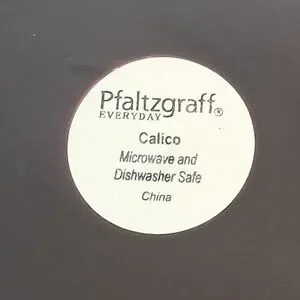 Pfaltzgraff®
EVERYDAY
Calico
Microwave and
Dishwasher Safe
China